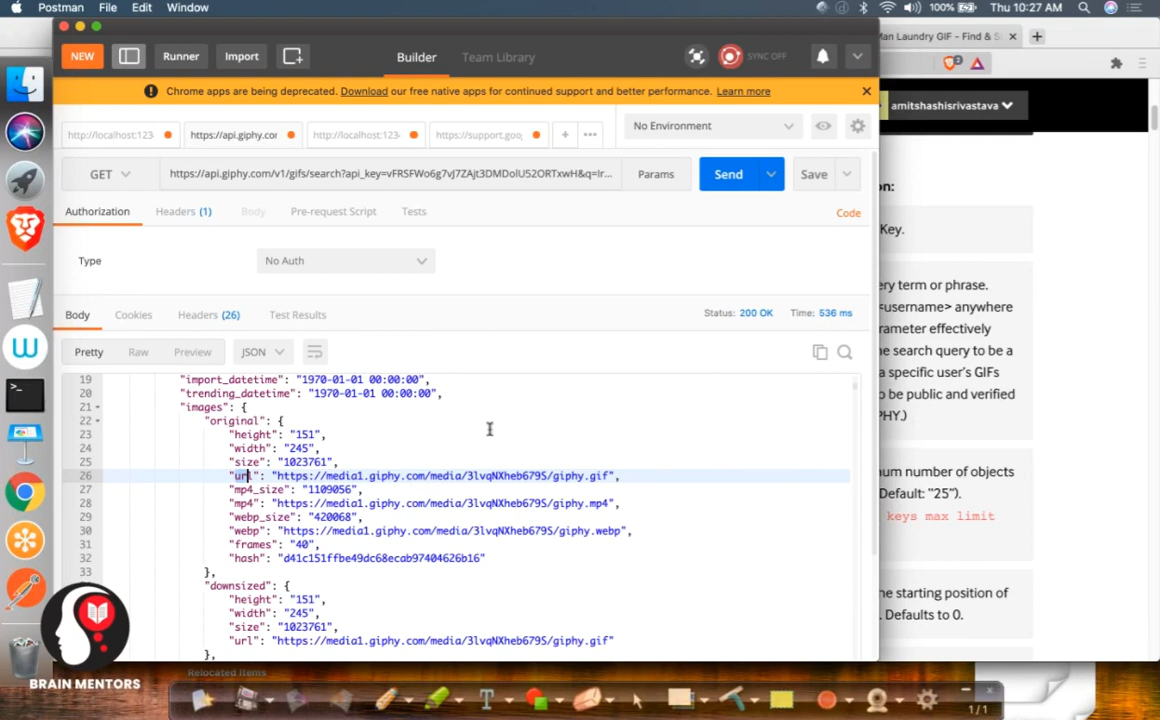 Postman File Edit Window 100% Thu 10:27 AM
NEW Runner Import Builder Team Library SYNC OFF
Man Laundry GIF - Find & S
Chrome apps are being deprecated. Download our free native apps for continued support and better performance. Learn more
amitshashisrivastava
http://localhost:123 https://api.giphy.cor http://localhost:123- https://support.goo
No Environment
GET https://api.giphy.com/v1/gifs/search?api_key=vFRSFWo6g7vJ7ZAjt3DMDolU52ORTxwH&q=Ir... Params Send Save
Authorization Headers (1) Body Pre-request Script Tests Code
Type No Auth
Body Cookies Headers (26) Test Results Status: 200 OK Time: 536 ms
Pretty Raw Preview JSON
19 "import_datetime": "1970-01-01 00:00:00",
20 "trending_datetime": "1970-01-01 00:00:00",
21 "images": {
22 "original": {
23 "height": "151",
24 "width": "245",
25 "size": "1023761",
26 "url": "https://media1.giphy.com/media/3lvqNXheb679S/giphy.gif",
27 "mp4_size": "1109056",
28 "mp4": "https://media1.giphy.com/media/3lvqNXheb679S/giphy.mp4",
29 "webp_size": "420068",
30 "webp": "https://media1.giphy.com/media/3lvqNXheb679S/giphy.webp",
31 "frames": "40",
32 "hash": "d41c151ffbe49dc68ecab97404626b16"
33 },
"downsized": {
"height": "151",
"width": "245",
"size": "1023761",
"url": "https://media1.giphy.com/media/3lvqNXheb679S/giphy.gif"
},
on:
Key.
ery term or phrase.
<username> anywhere
rameter effectively
e search query to be a
a specific user's GIFs
o be public and verified
PHY.)
num number of objects
Default: "25").
keys max limit
he starting position of
. Defaults to 0.
Relocated Items
BRAIN MENTORS
1/1